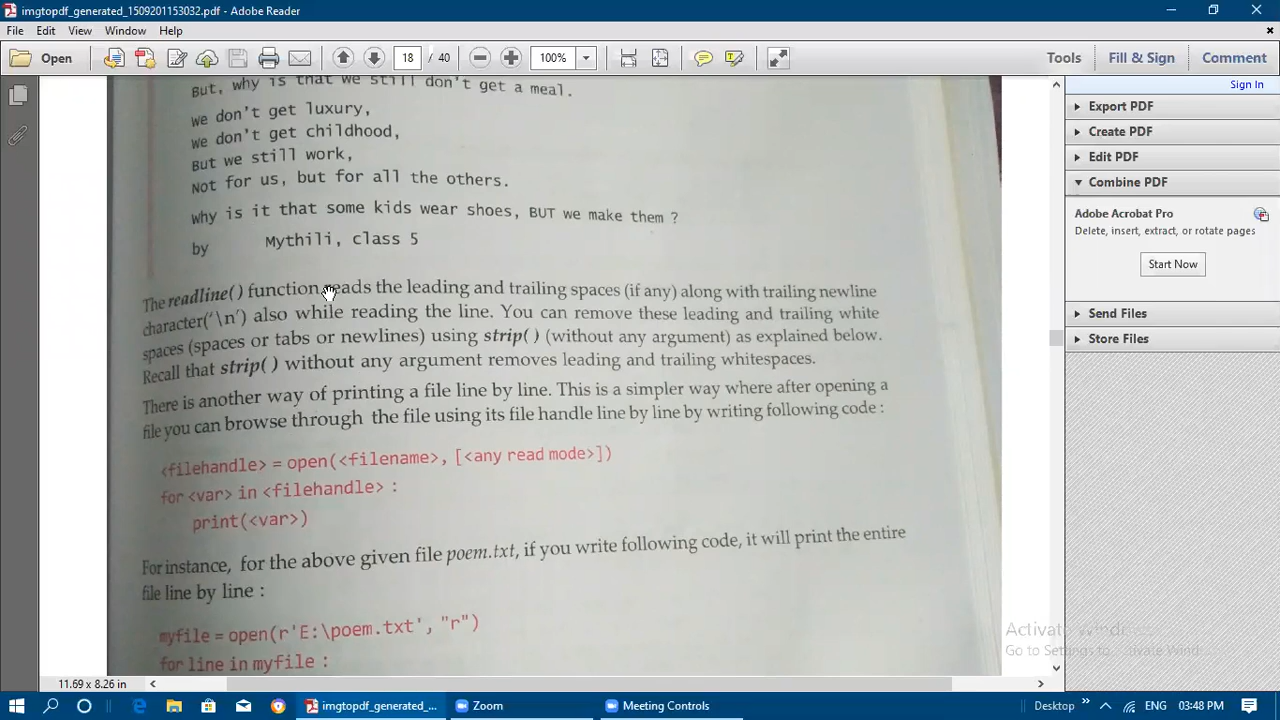 imgtopdf_generated_1509201153032.pdf - Adobe Reader
File Edit View Window Help
Open 18 / 40 100% Tools Fill & Sign Comment
Sign In
But, why is that we still don't get a meal.
we don't get luxury,
we don't get childhood,
But we still work,
Not for us, but for all the others.
why is it that some kids wear shoes, BUT we make them ?
by Mythili, class 5
The readline() function reads the leading and trailing spaces (if any) along with trailing newline
character('\n') also while reading the line. You can remove these leading and trailing white
spaces (spaces or tabs or newlines) using strip() (without any argument) as explained below.
Recall that strip() without any argument removes leading and trailing whitespaces.
There is another way of printing a file line by line. This is a simpler way where after opening a
file you can browse through the file using its file handle line by line by writing following code :
<filehandle> = open(<filename>, [<any read mode>])
for <var> in <filehandle> :
print(<var>)
For instance, for the above given file poem.txt, if you write following code, it will print the entire
file line by line :
myfile = open(r'E:\poem.txt', "r")
for line in myfile :
Export PDF
Create PDF
Edit PDF
Combine PDF
Adobe Acrobat Pro
Delete, insert, extract, or rotate pages
Start Now
Send Files
Store Files
Activate Windows
Go to Settings to activate Windows.
11.69 x 8.26 in
imgtopdf_generated_... Zoom Meeting Controls Desktop » ENG 03:48 PM